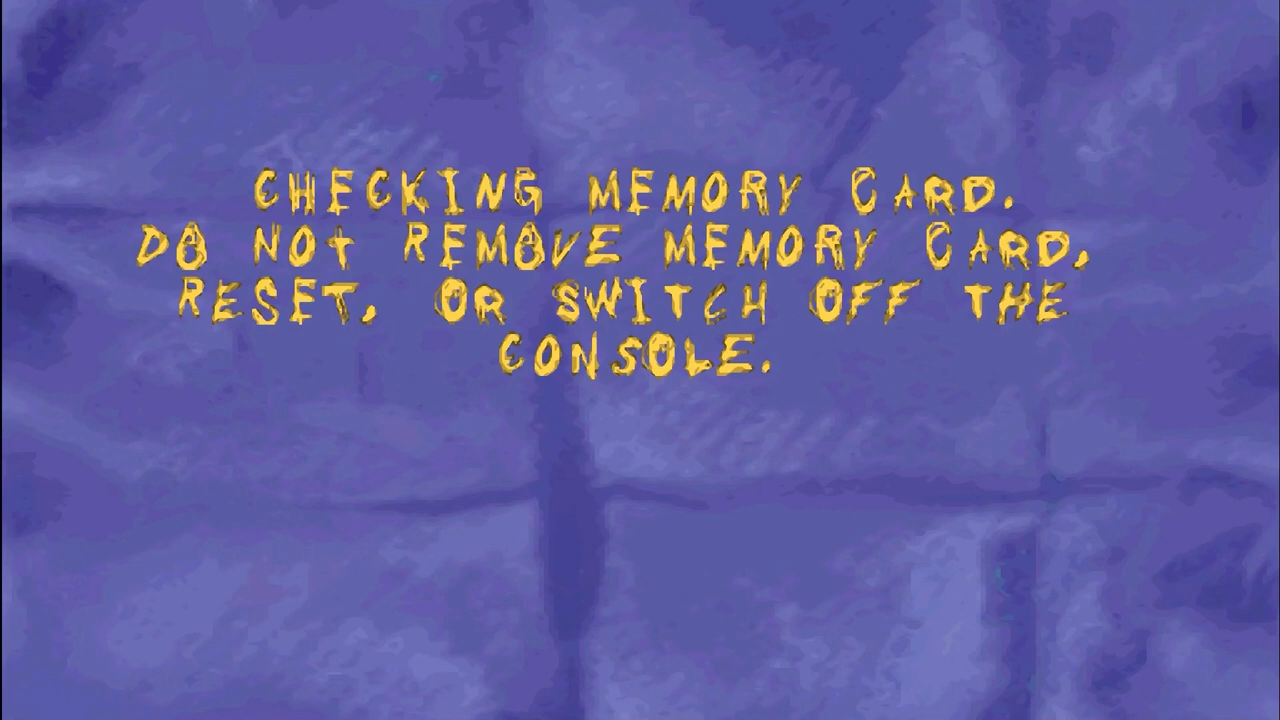 CHECKING MEMORY CARD.
DO NOT REMOVE MEMORY CARD,
RESET, OR SWITCH OFF THE
CONSOLE.